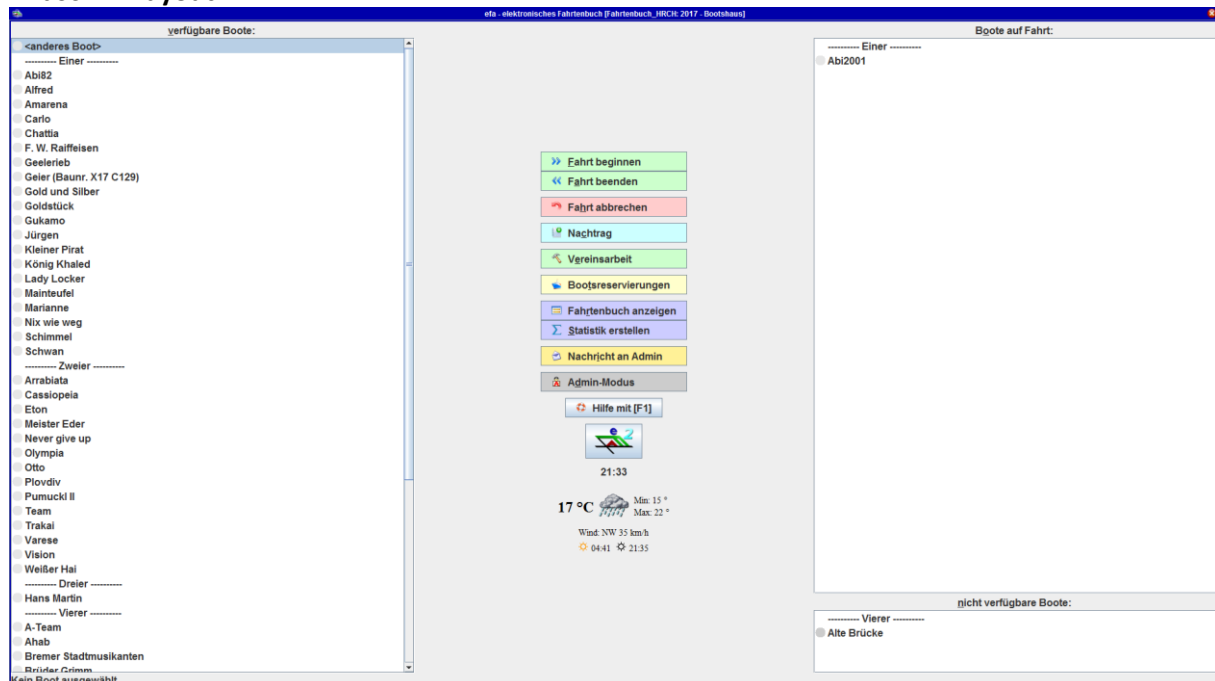 efa - elektronisches Fahrtenbuch [Fahrtenbuch_HRCH: 2017 - Bootshaus]
verfügbare Boote:
<anderes Boot>
---------- Einer ----------
Abi82
Alfred
Amarena
Carlo
Chattia
F. W. Raiffeisen
Geelerieb
Geier (Baunr. X17 C129)
Gold und Silber
Goldstück
Gukamo
Jürgen
Kleiner Pirat
König Khaled
Lady Locker
Mainteufel
Marianne
Nix wie weg
Schimmel
Schwan
---------- Zweier ----------
Arrabiata
Cassiopeia
Eton
Meister Eder
Never give up
Olympia
Otto
Plovdiv
Pumuckl II
Team
Trakai
Varese
Vision
Weißer Hai
---------- Dreier ----------
Hans Martin
---------- Vierer ----------
A-Team
Ahab
Bremer Stadtmusikanten
Brüder Grimm
Kein Boot ausgewählt
Fahrt beginnen
Fahrt beenden
Fahrt abbrechen
Nachtrag
Vereinsarbeit
Bootsreservierungen
Fahrtenbuch anzeigen
Statistik erstellen
Nachricht an Admin
Admin-Modus
Hilfe mit [F1]
e 2
21:33
17 °C Min: 15 °
Max: 22 °
Wind: NW 35 km/h
04:41 21:35
Boote auf Fahrt:
---------- Einer ----------
Abi2001
nicht verfügbare Boote:
---------- Vierer ----------
Alte Brücke